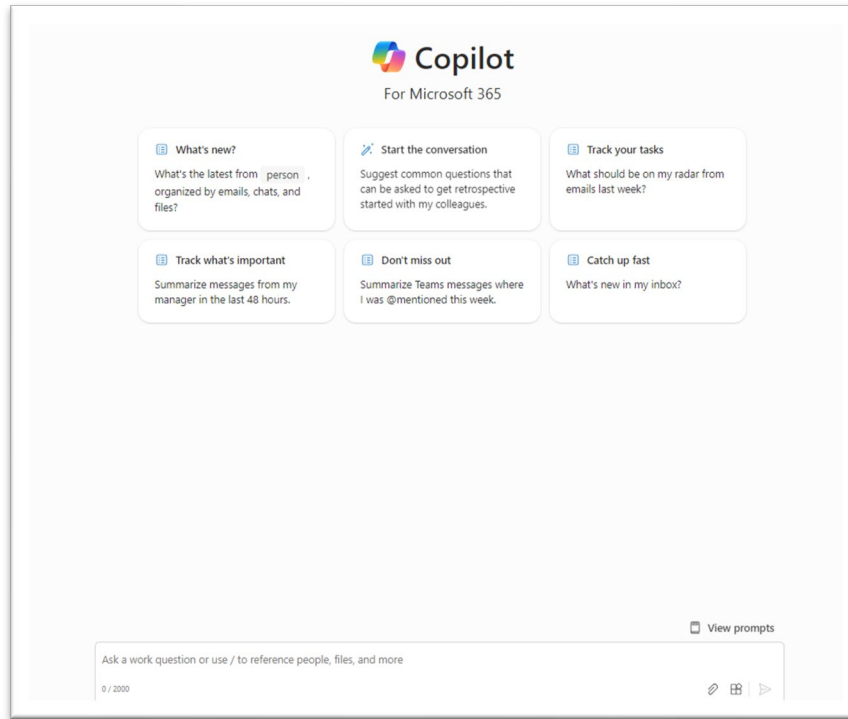 Copilot
For Microsoft 365
What's new?
What's the latest from person ,
organized by emails, chats, and
files?
Start the conversation
Suggest common questions that
can be asked to get retrospective
started with my colleagues.
Track your tasks
What should be on my radar from
emails last week?
Track what's important
Summarize messages from my
manager in the last 48 hours.
Don't miss out
Summarize Teams messages where
I was @mentioned this week.
Catch up fast
What's new in my inbox?
View prompts
Ask a work question or use / to reference people, files, and more
0 / 2000